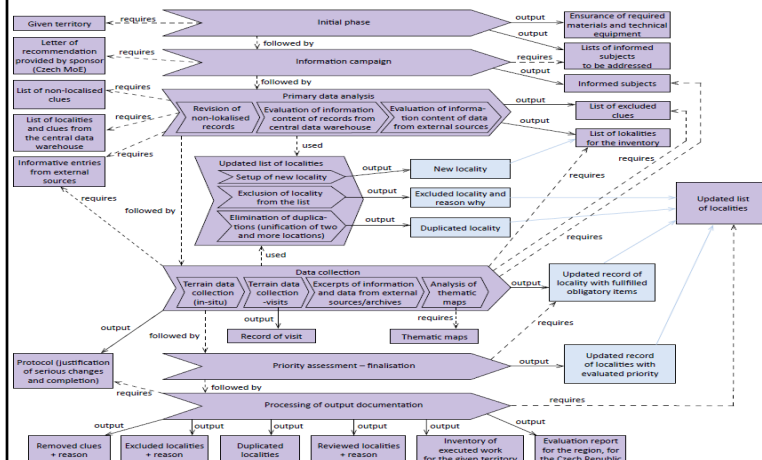 requires
Initial phase
output
Ensurance of required
materials and technical
equipment
Given territory
followed by
output
Letter of
recommendation
provided by sponsor
(Czech MoE)
requires
Information campaign
requires
Lists of informed
subjects
to be addressed
followed by
output
Informed subjects
List of non-localised
clues
requires
Primary data analysis
output
List of excluded
clues
Revision of
non-lokalised
records
Evaluation of information
content of records from
central data warehouse
Evaluation of informa-
tion content of data
from external sources
List of localities
and clues from
the central data
warehouse
requires
output
List of lokalities
for the inventory
Informative entries
from external
sources
requires
used
requires
requires
Updated list of localities
output
New locality
Setup of new locality
requires
Exclusion of locality
from the list
output
Excluded locality and
reason why
Updated list
of localities
followed by
Elimination of duplica-
tions (unification of two
and more locations)
output
Duplicated locality
requires
used
Data collection
Terrain data
collection
(in-situ)
Terrain data
collection
-visits
Excerpts of information
and data from external
sources/archives
Analysis of
thematic
maps
output
Updated record of
locality with fullfilled
obligatory items
output
output
requires
requires
followed by
Record of visit
Thematic maps
Protocol (justification
of serious changes
and completion)
Priority assessment – finalisation
output
Updated record
of localities with
evaluated priority
requires
followed by
Processing of output documentation
requires
output
output
output
output
output
output
Removed clues
+ reason
Excluded localities
+ reason
Duplicated
localities
Reviewed localities
+ reason
Inventory of
executed work
for the given territory
Evaluation report
for the region, for
the Czech Republic